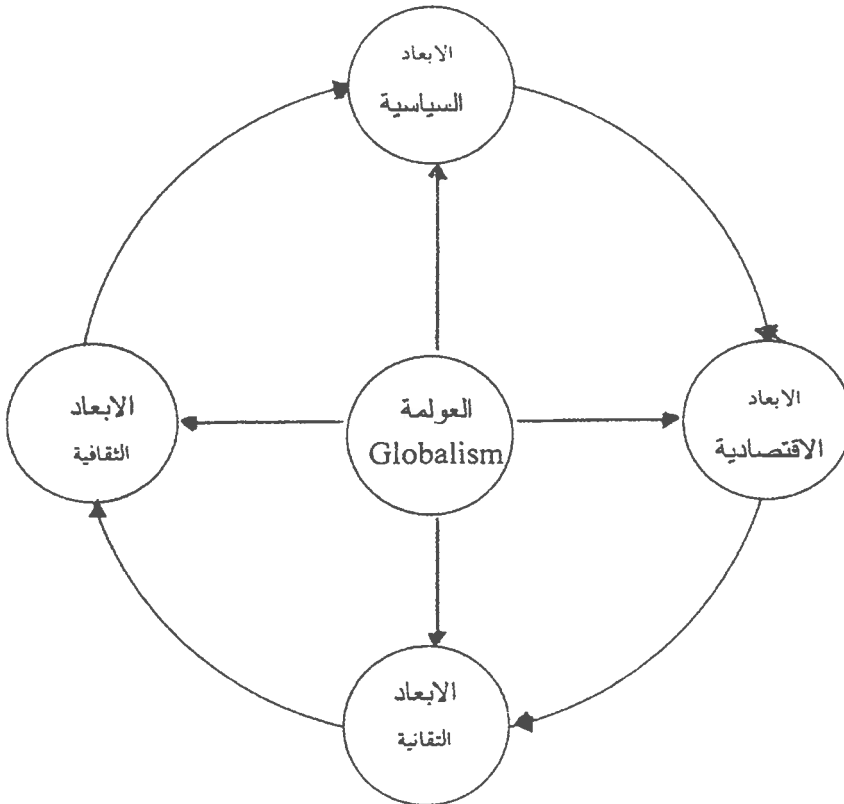 الابعاد
السياسية
الابعاد
الثقافية
العولمة
Globalism
الابعاد
الاقتصادية
الابعاد
التقانية